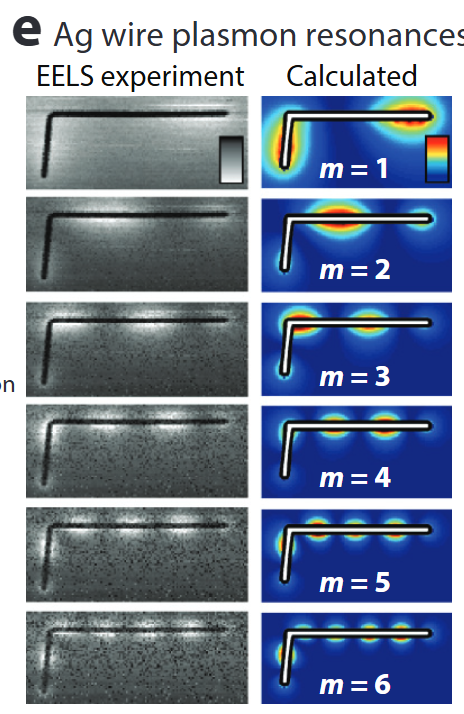 e Ag wire plasmon resonances
EELS experiment Calculated
m = 1
m = 2
m = 3
on
m = 4
m = 5
m = 6